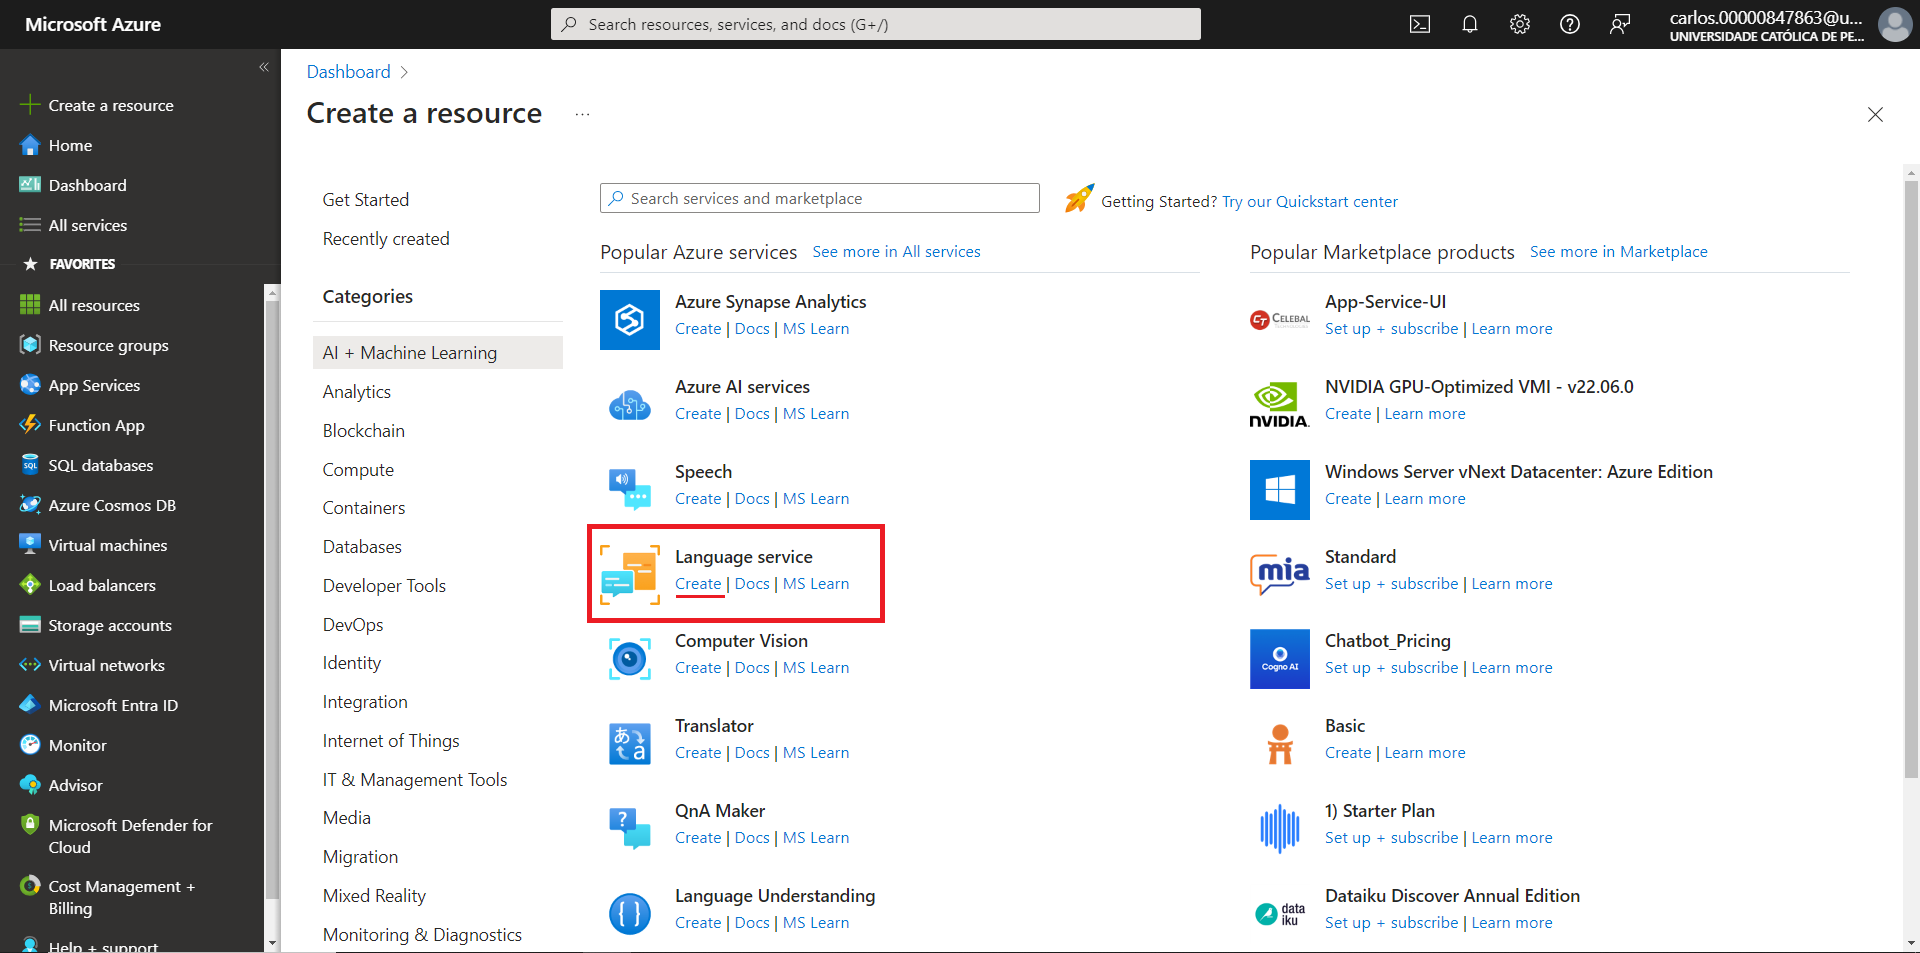 Microsoft Azure
Search resources, services, and docs (G+/)
carlos.00000847863@u...
UNIVERSIDADE CATÓLICA DE PE...
«
Create a resource
Home
Dashboard
All services
FAVORITES
All resources
Resource groups
App Services
Function App
SQL databases
Azure Cosmos DB
Virtual machines
Load balancers
Storage accounts
Virtual networks
Microsoft Entra ID
Monitor
Advisor
Microsoft Defender for
Cloud
Cost Management +
Billing
Help + support
Dashboard >
Create a resource ...
Get Started
Recently created
Categories
AI + Machine Learning
Analytics
Blockchain
Compute
Containers
Databases
Developer Tools
DevOps
Identity
Integration
Internet of Things
IT & Management Tools
Media
Migration
Mixed Reality
Monitoring & Diagnostics
Search services and marketplace
Getting Started? Try our Quickstart center
Popular Azure services See more in All services
Azure Synapse Analytics
Create | Docs | MS Learn
Azure AI services
Create | Docs | MS Learn
Speech
Create | Docs | MS Learn
Language service
Create | Docs | MS Learn
Computer Vision
Create | Docs | MS Learn
Translator
Create | Docs | MS Learn
QnA Maker
Create | Docs | MS Learn
Language Understanding
Create | Docs | MS Learn
Popular Marketplace products See more in Marketplace
CT CELEBAL
App-Service-UI
Set up + subscribe | Learn more
NVIDIA
NVIDIA GPU-Optimized VMI - v22.06.0
Create | Learn more
Windows Server vNext Datacenter: Azure Edition
Create | Learn more
mia
Standard
Set up + subscribe | Learn more
Cogno AI
Chatbot_Pricing
Set up + subscribe | Learn more
Basic
Create | Learn more
1) Starter Plan
Set up + subscribe | Learn more
data
iku
Dataiku Discover Annual Edition
Set up + subscribe | Learn more